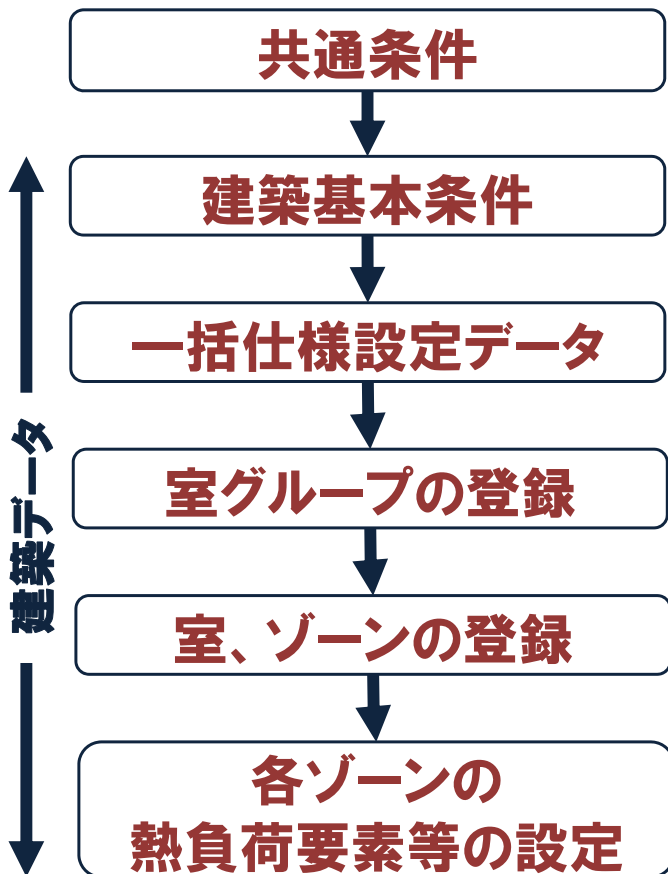 共通条件
建築基本条件
一括仕様設定データ
室グループの登録
室、ゾーンの登録
各ゾーンの
熱負荷要素等の設定
建築データ